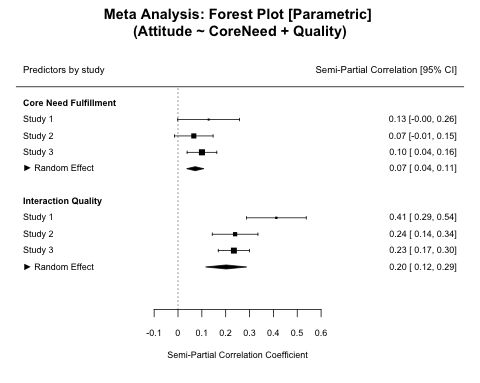 Meta Analysis: Forest Plot [Parametric]
(Attitude ~ CoreNeed + Quality)
Predictors by study Semi-Partial Correlation [95% CI]
Core Need Fulfillment
Study 1 0.13 [-0.00, 0.26]
Study 2 0.07 [-0.01, 0.15]
Study 3 0.10 [ 0.04, 0.16]
► Random Effect 0.07 [ 0.04, 0.11]
Interaction Quality
Study 1 0.41 [ 0.29, 0.54]
Study 2 0.24 [ 0.14, 0.34]
Study 3 0.23 [ 0.17, 0.30]
► Random Effect 0.20 [ 0.12, 0.29]
-0.1 0 0.1 0.2 0.3 0.4 0.5 0.6
Semi-Partial Correlation Coefficient